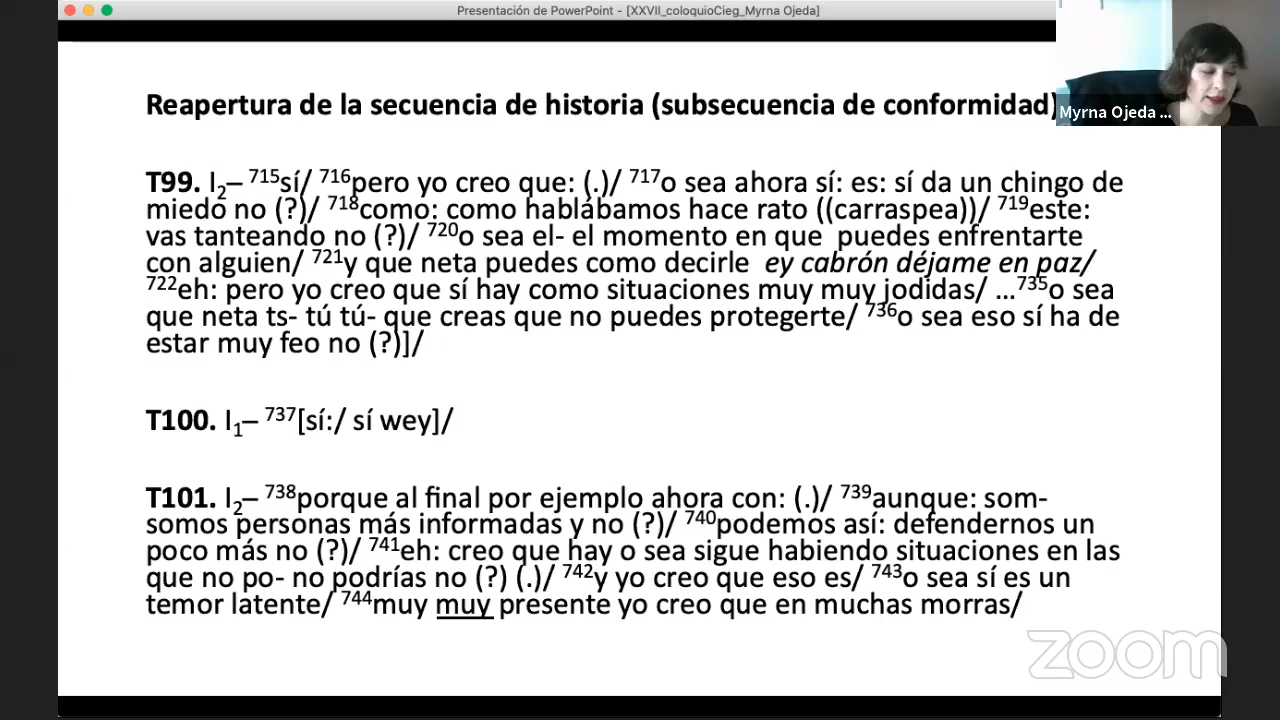 Presentación de PowerPoint - [XXVII_coloquioCieg_Myrna Ojeda]
Myrna Ojeda ...
Reapertura de la secuencia de historia (subsecuencia de conformidad)
T99. I₂– ⁷¹⁵sí/ ⁷¹⁶pero yo creo que: (.)/ ⁷¹⁷o sea ahora sí: es: sí da un chingo de
miedo no (?)/ ⁷¹⁸como: como hablábamos hace rato ((carraspea))/ ⁷¹⁹este:
vas tanteando no (?)/ ⁷²⁰o sea el- el momento en que puedes enfrentarte
con alguien/ ⁷²¹y que neta puedes como decirle ey cabrón déjame en paz/
⁷²²eh: pero yo creo que sí hay como situaciones muy muy jodidas/ ...⁷³⁵o sea
que neta ts- tú tú- que creas que no puedes protegerte/ ⁷³⁶o sea eso sí ha de
estar muy feo no (?)]/
T100. I₁– ⁷³⁷[sí:/ sí wey]/
T101. I₂– ⁷³⁸porque al final por ejemplo ahora con: (.)/ ⁷³⁹aunque: som-
somos personas más informadas y no (?)/ ⁷⁴⁰podemos así: defendernos un
poco más no (?)/ ⁷⁴¹eh: creo que hay o sea sigue habiendo situaciones en las
que no po- no podrías no (?) (.)/ ⁷⁴²y yo creo que eso es/ ⁷⁴³o sea sí es un
temor latente/ ⁷⁴⁴muy muy presente yo creo que en muchas morras/
zoom